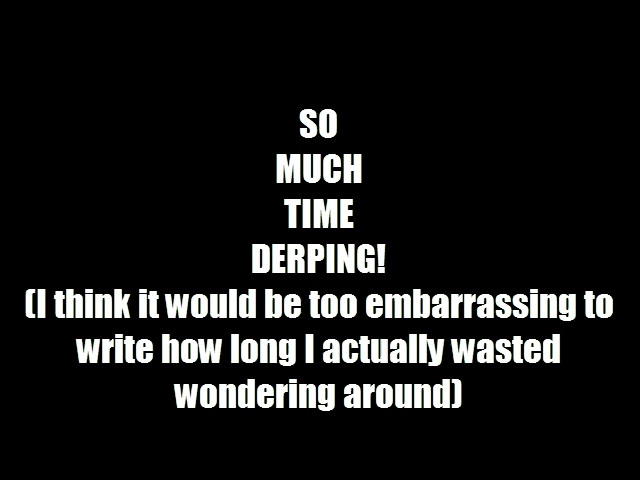 SO
MUCH
TIME
DERPING!
(I think it would be too embarrassing to
write how long I actually wasted
wondering around)